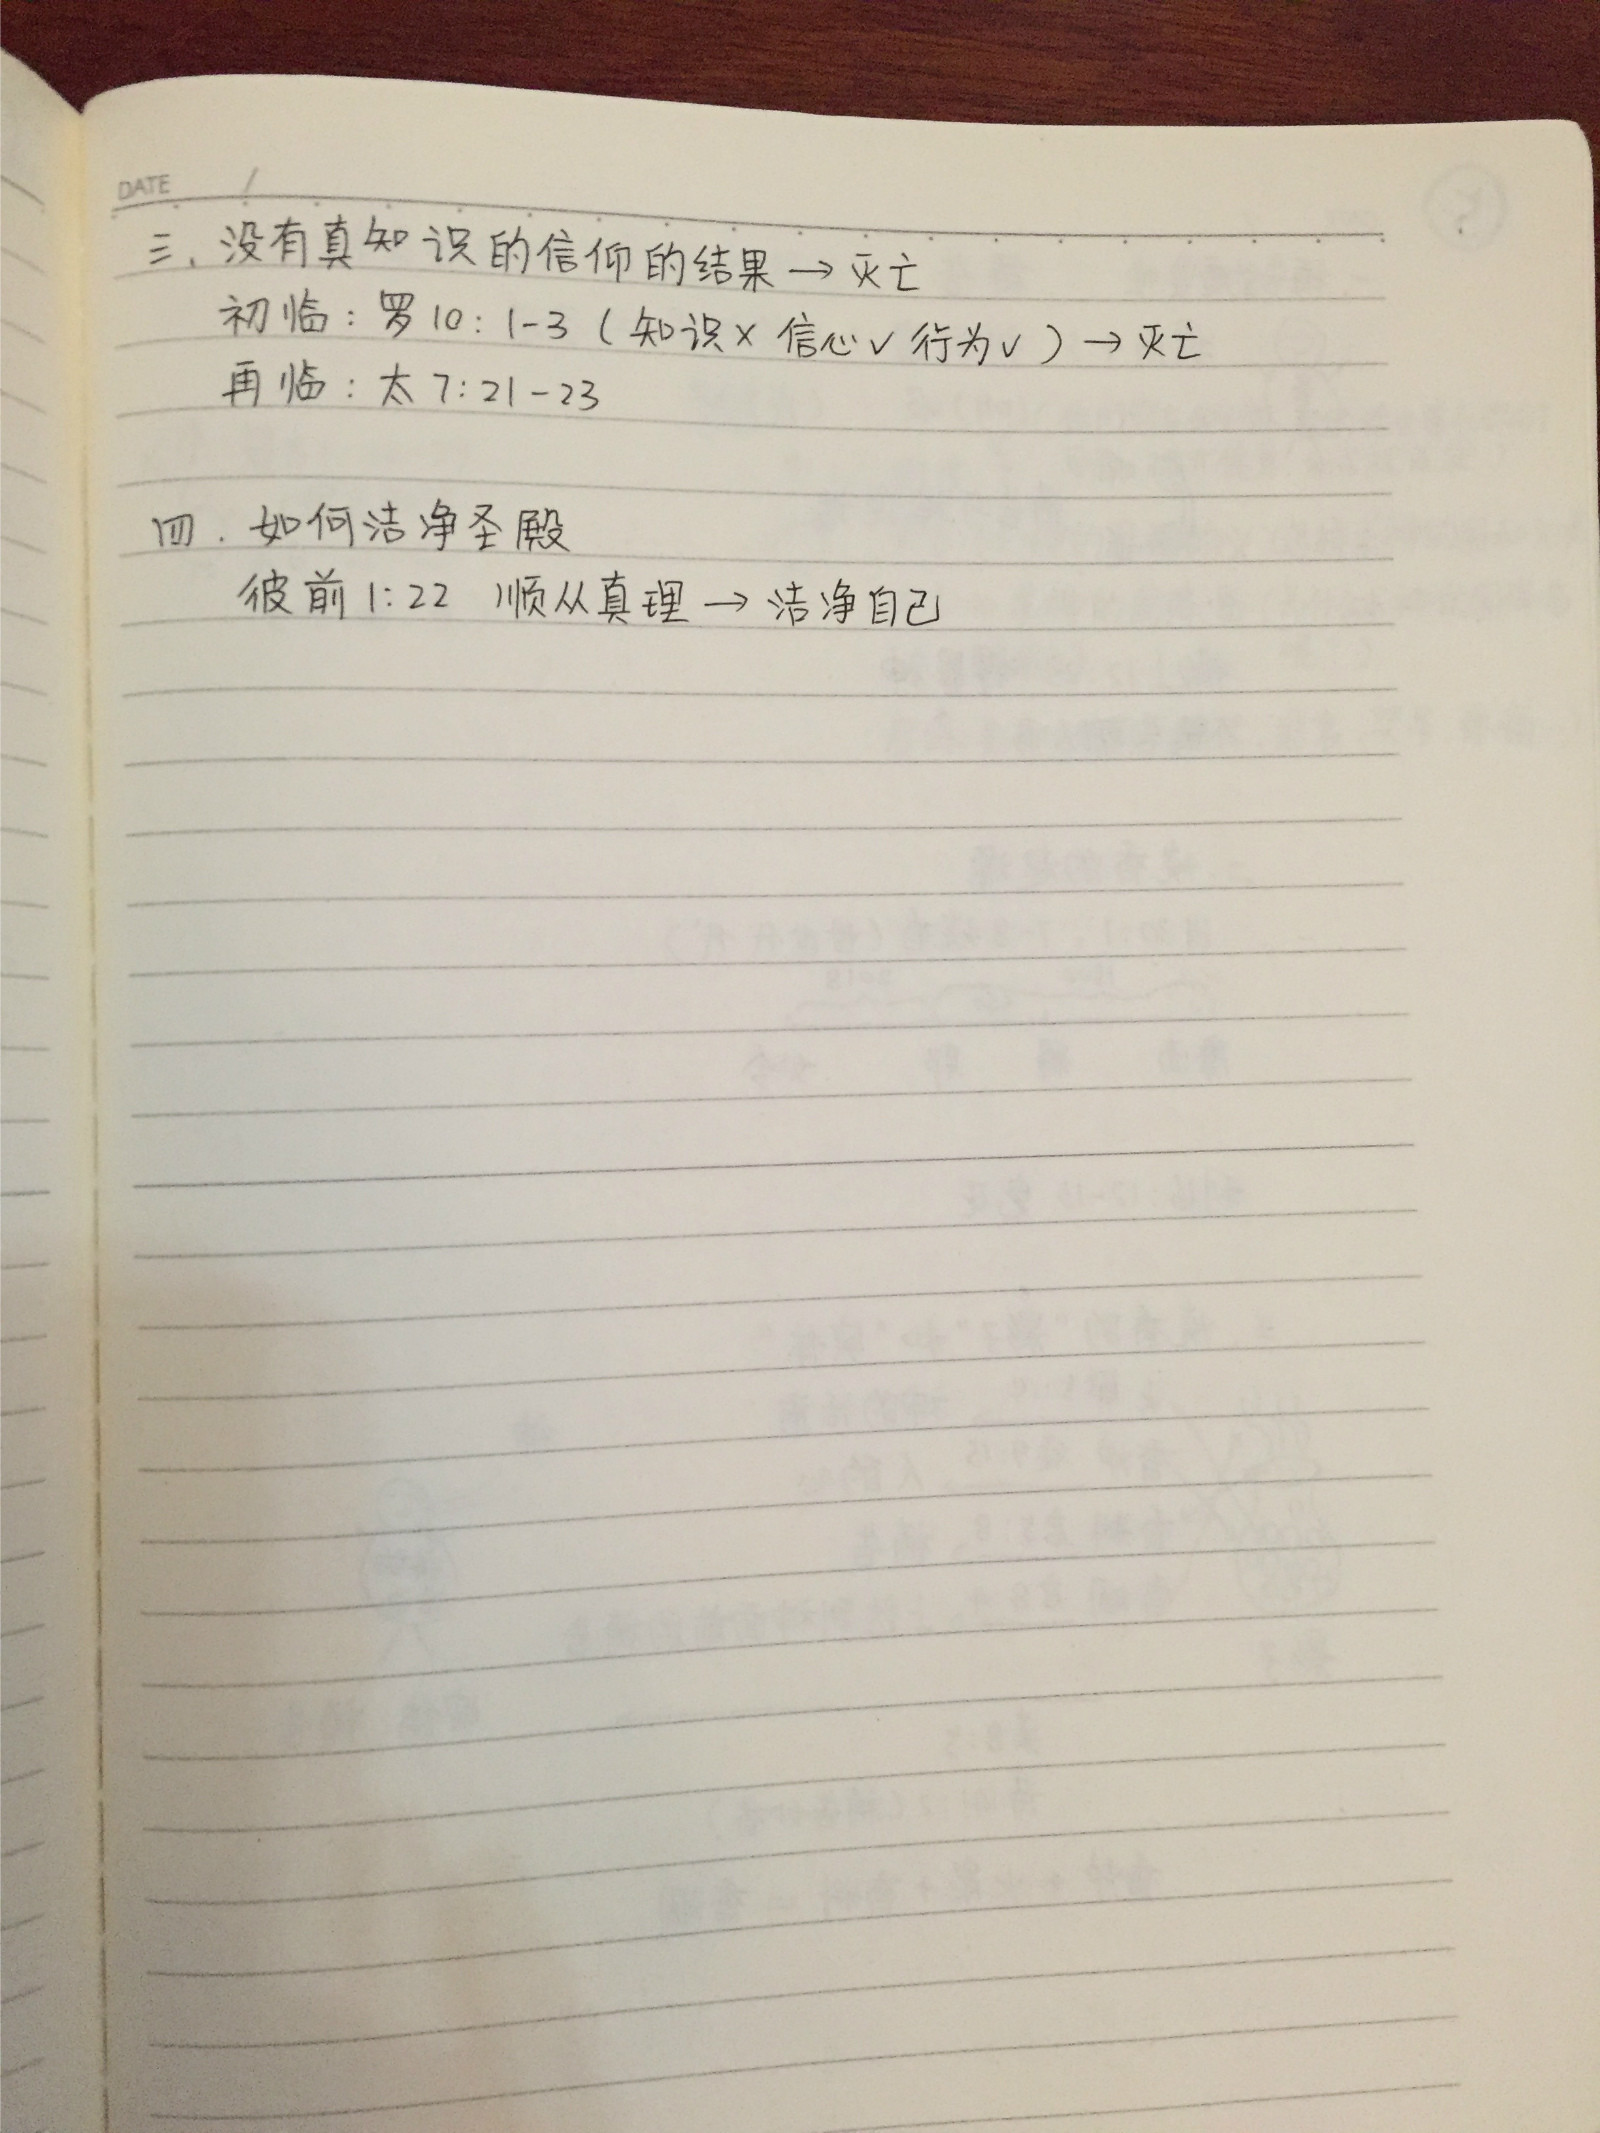 DATE /
三、没有真知识的信仰的结果→灭亡
初临：罗10：1-3（知识×信心✓行为✓）→灭亡
再临：太7：21-23
四．如何洁净圣殿
彼前1：22 顺从真理→洁净自己